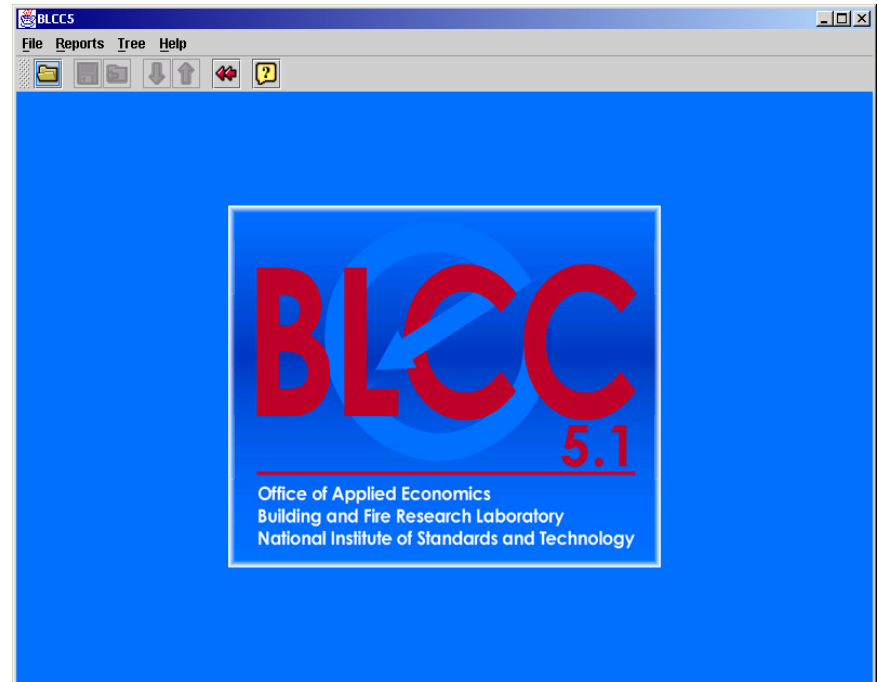 BLCC5
File Reports Tree Help
?
BLCC
5.1
Office of Applied Economics
Building and Fire Research Laboratory
National Institute of Standards and Technology